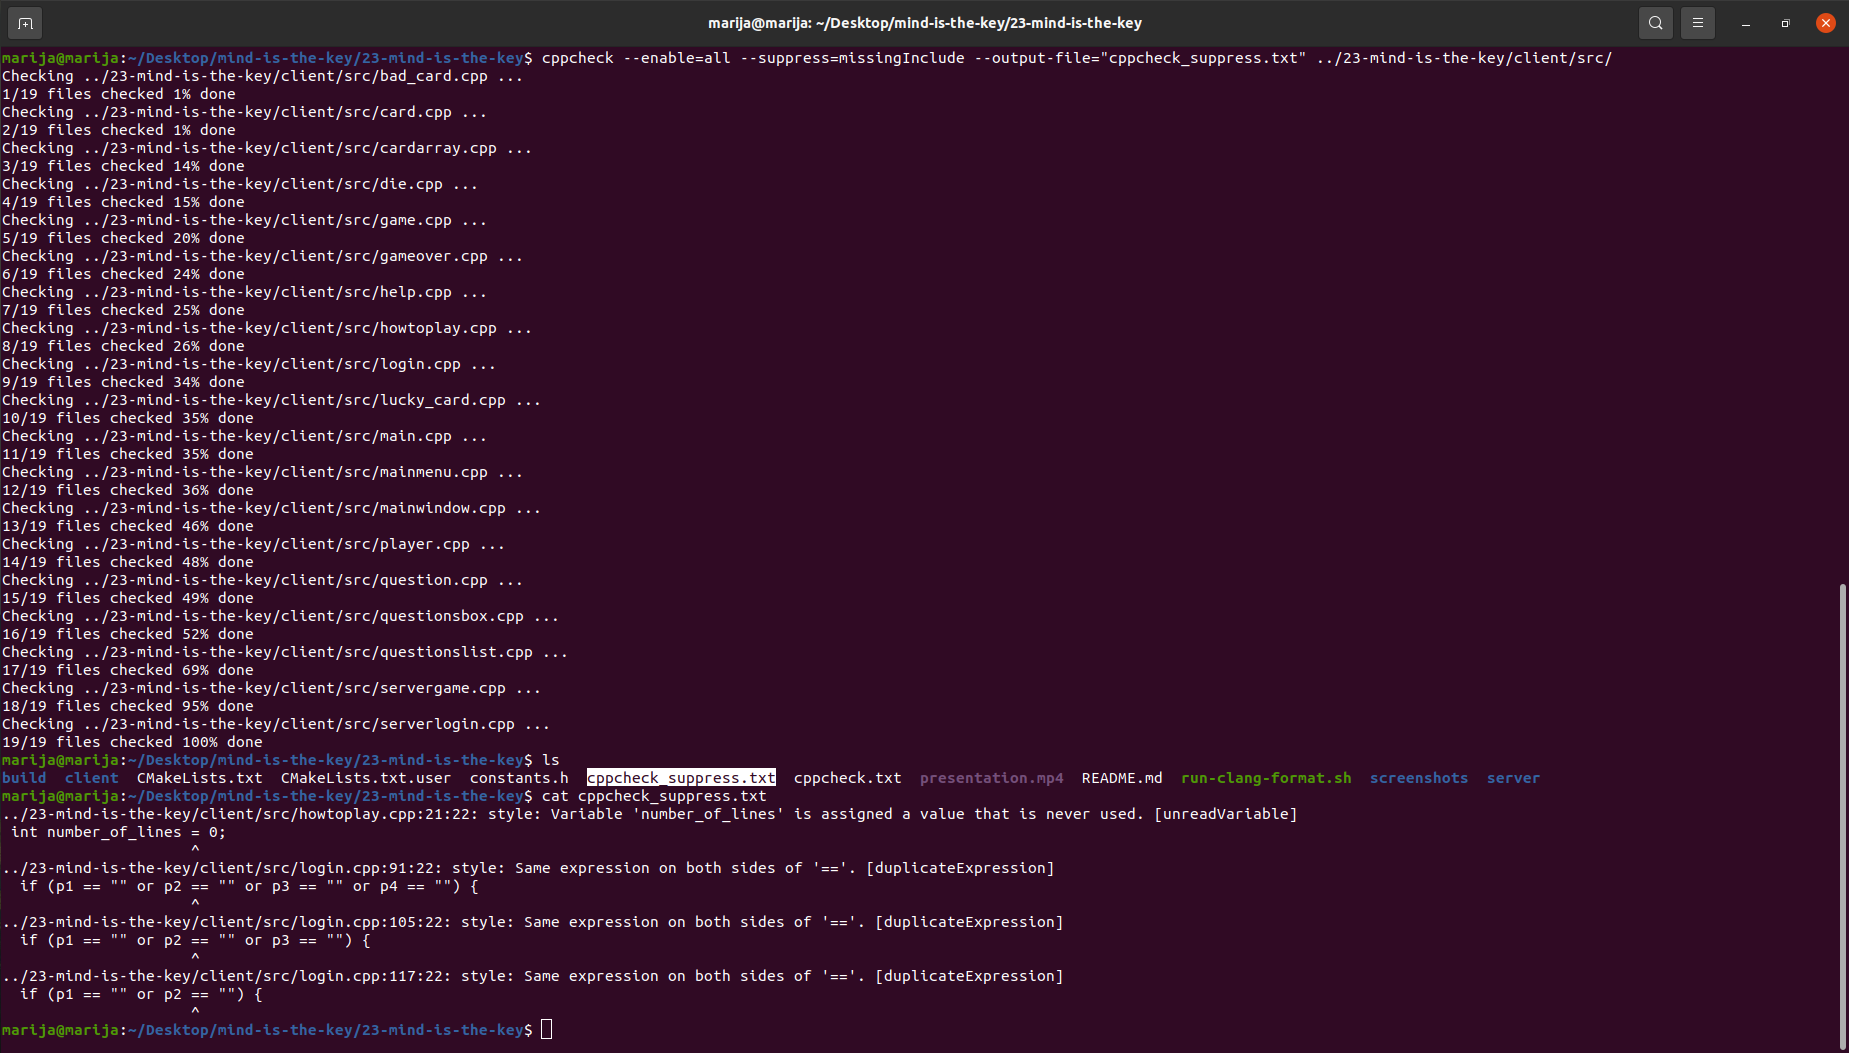 marija@marija: ~/Desktop/mind-is-the-key/23-mind-is-the-key
marija@marija:~/Desktop/mind-is-the-key/23-mind-is-the-key$ cppcheck --enable=all --suppress=missingInclude --output-file="cppcheck_suppress.txt" ../23-mind-is-the-key/client/src/
Checking ../23-mind-is-the-key/client/src/bad_card.cpp ...
1/19 files checked 1% done
Checking ../23-mind-is-the-key/client/src/card.cpp ...
2/19 files checked 1% done
Checking ../23-mind-is-the-key/client/src/cardarray.cpp ...
3/19 files checked 14% done
Checking ../23-mind-is-the-key/client/src/die.cpp ...
4/19 files checked 15% done
Checking ../23-mind-is-the-key/client/src/game.cpp ...
5/19 files checked 20% done
Checking ../23-mind-is-the-key/client/src/gameover.cpp ...
6/19 files checked 24% done
Checking ../23-mind-is-the-key/client/src/help.cpp ...
7/19 files checked 25% done
Checking ../23-mind-is-the-key/client/src/howtoplay.cpp ...
8/19 files checked 26% done
Checking ../23-mind-is-the-key/client/src/login.cpp ...
9/19 files checked 34% done
Checking ../23-mind-is-the-key/client/src/lucky_card.cpp ...
10/19 files checked 35% done
Checking ../23-mind-is-the-key/client/src/main.cpp ...
11/19 files checked 35% done
Checking ../23-mind-is-the-key/client/src/mainmenu.cpp ...
12/19 files checked 36% done
Checking ../23-mind-is-the-key/client/src/mainwindow.cpp ...
13/19 files checked 46% done
Checking ../23-mind-is-the-key/client/src/player.cpp ...
14/19 files checked 48% done
Checking ../23-mind-is-the-key/client/src/question.cpp ...
15/19 files checked 49% done
Checking ../23-mind-is-the-key/client/src/questionsbox.cpp ...
16/19 files checked 52% done
Checking ../23-mind-is-the-key/client/src/questionslist.cpp ...
17/19 files checked 69% done
Checking ../23-mind-is-the-key/client/src/servergame.cpp ...
18/19 files checked 95% done
Checking ../23-mind-is-the-key/client/src/serverlogin.cpp ...
19/19 files checked 100% done
marija@marija:~/Desktop/mind-is-the-key/23-mind-is-the-key$ ls
build  client  CMakeLists.txt  CMakeLists.txt.user  constants.h  cppcheck_suppress.txt  cppcheck.txt  presentation.mp4  README.md  run-clang-format.sh  screenshots  server
marija@marija:~/Desktop/mind-is-the-key/23-mind-is-the-key$ cat cppcheck_suppress.txt
../23-mind-is-the-key/client/src/howtoplay.cpp:21:22: style: Variable 'number_of_lines' is assigned a value that is never used. [unreadVariable]
 int number_of_lines = 0;
                     ^
../23-mind-is-the-key/client/src/login.cpp:91:22: style: Same expression on both sides of '=='. [duplicateExpression]
  if (p1 == "" or p2 == "" or p3 == "" or p4 == "") {
                     ^
../23-mind-is-the-key/client/src/login.cpp:105:22: style: Same expression on both sides of '=='. [duplicateExpression]
  if (p1 == "" or p2 == "" or p3 == "") {
                     ^
../23-mind-is-the-key/client/src/login.cpp:117:22: style: Same expression on both sides of '=='. [duplicateExpression]
  if (p1 == "" or p2 == "") {
                     ^
marija@marija:~/Desktop/mind-is-the-key/23-mind-is-the-key$